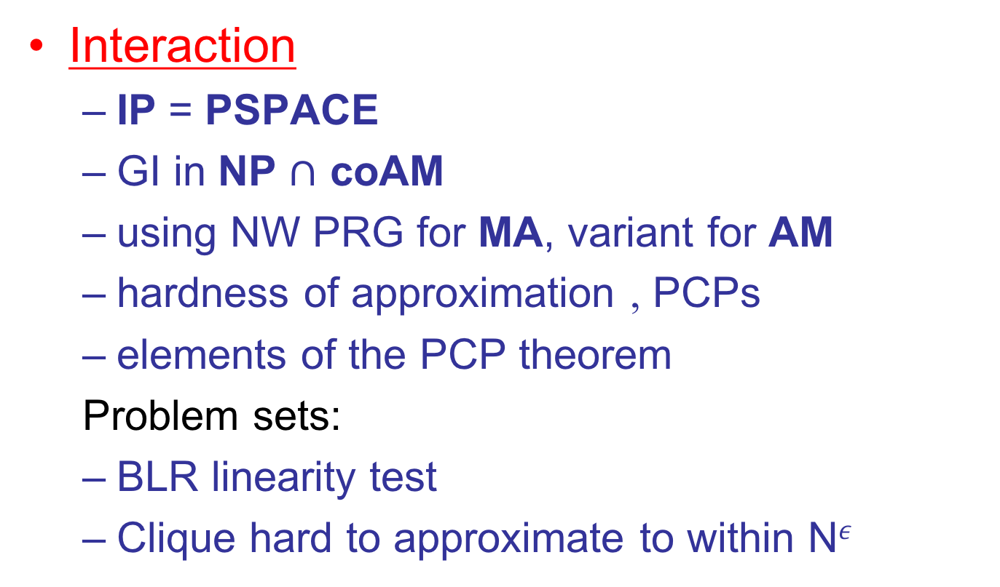 • Interaction
– IP = PSPACE
– GI in NP ∩ coAM
– using NW PRG for MA, variant for AM
– hardness of approximation , PCPs
– elements of the PCP theorem
Problem sets:
– BLR linearity test
– Clique hard to approximate to within N^ϵ